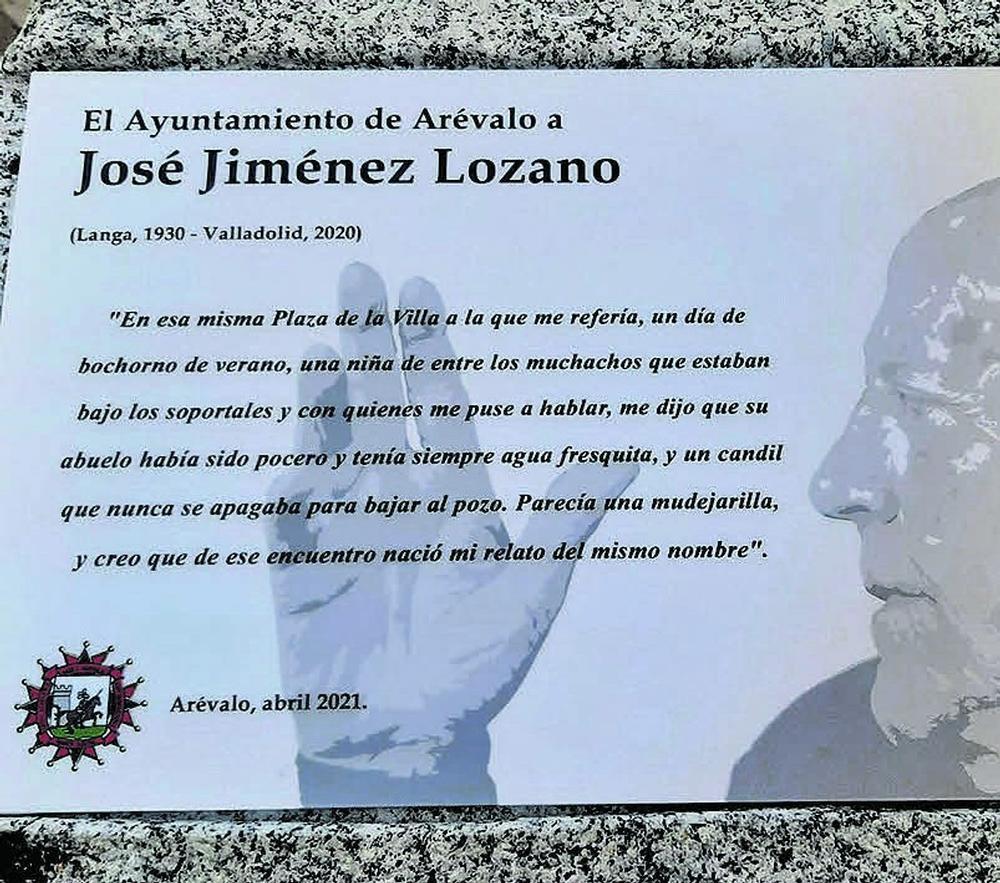 El Ayuntamiento de Arévalo a
José Jiménez Lozano
(Langa, 1930 - Valladolid, 2020)
"En esa misma Plaza de la Villa a la que me refería, un día de
bochorno de verano, una niña de entre los muchachos que estaban
bajo los soportales y con quienes me puse a hablar, me dijo que su
abuelo había sido pocero y tenía siempre agua fresquita, y un candil
que nunca se apagaba para bajar al pozo. Parecía una mudejarilla,
y creo que de ese encuentro nació mi relato del mismo nombre".
Arévalo, abril 2021.